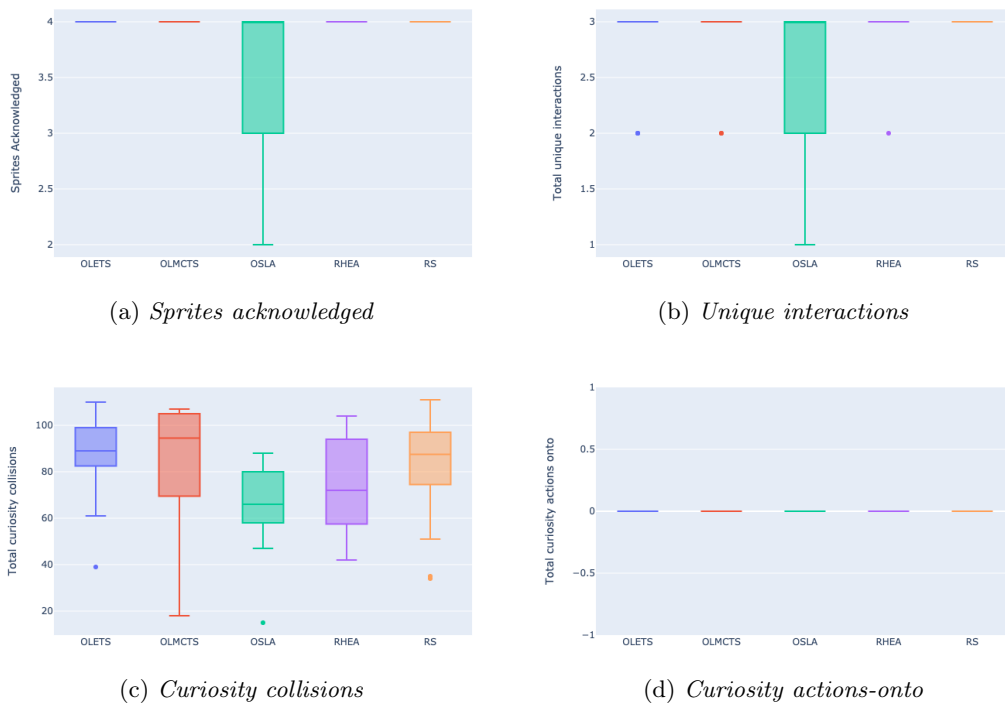 Sprites Acknowledged
4
3.5
3
2.5
2
OLETS OLMCTS OSLA RHEA RS
(a) Sprites acknowledged
Total unique interactions
3
2.5
2
1.5
1
OLETS OLMCTS OSLA RHEA RS
(b) Unique interactions
Total curiosity collisions
100
80
60
40
20
OLETS OLMCTS OSLA RHEA RS
(c) Curiosity collisions
Total curiosity actions onto
1
0.5
0
−0.5
−1
OLETS OLMCTS OSLA RHEA RS
(d) Curiosity actions-onto